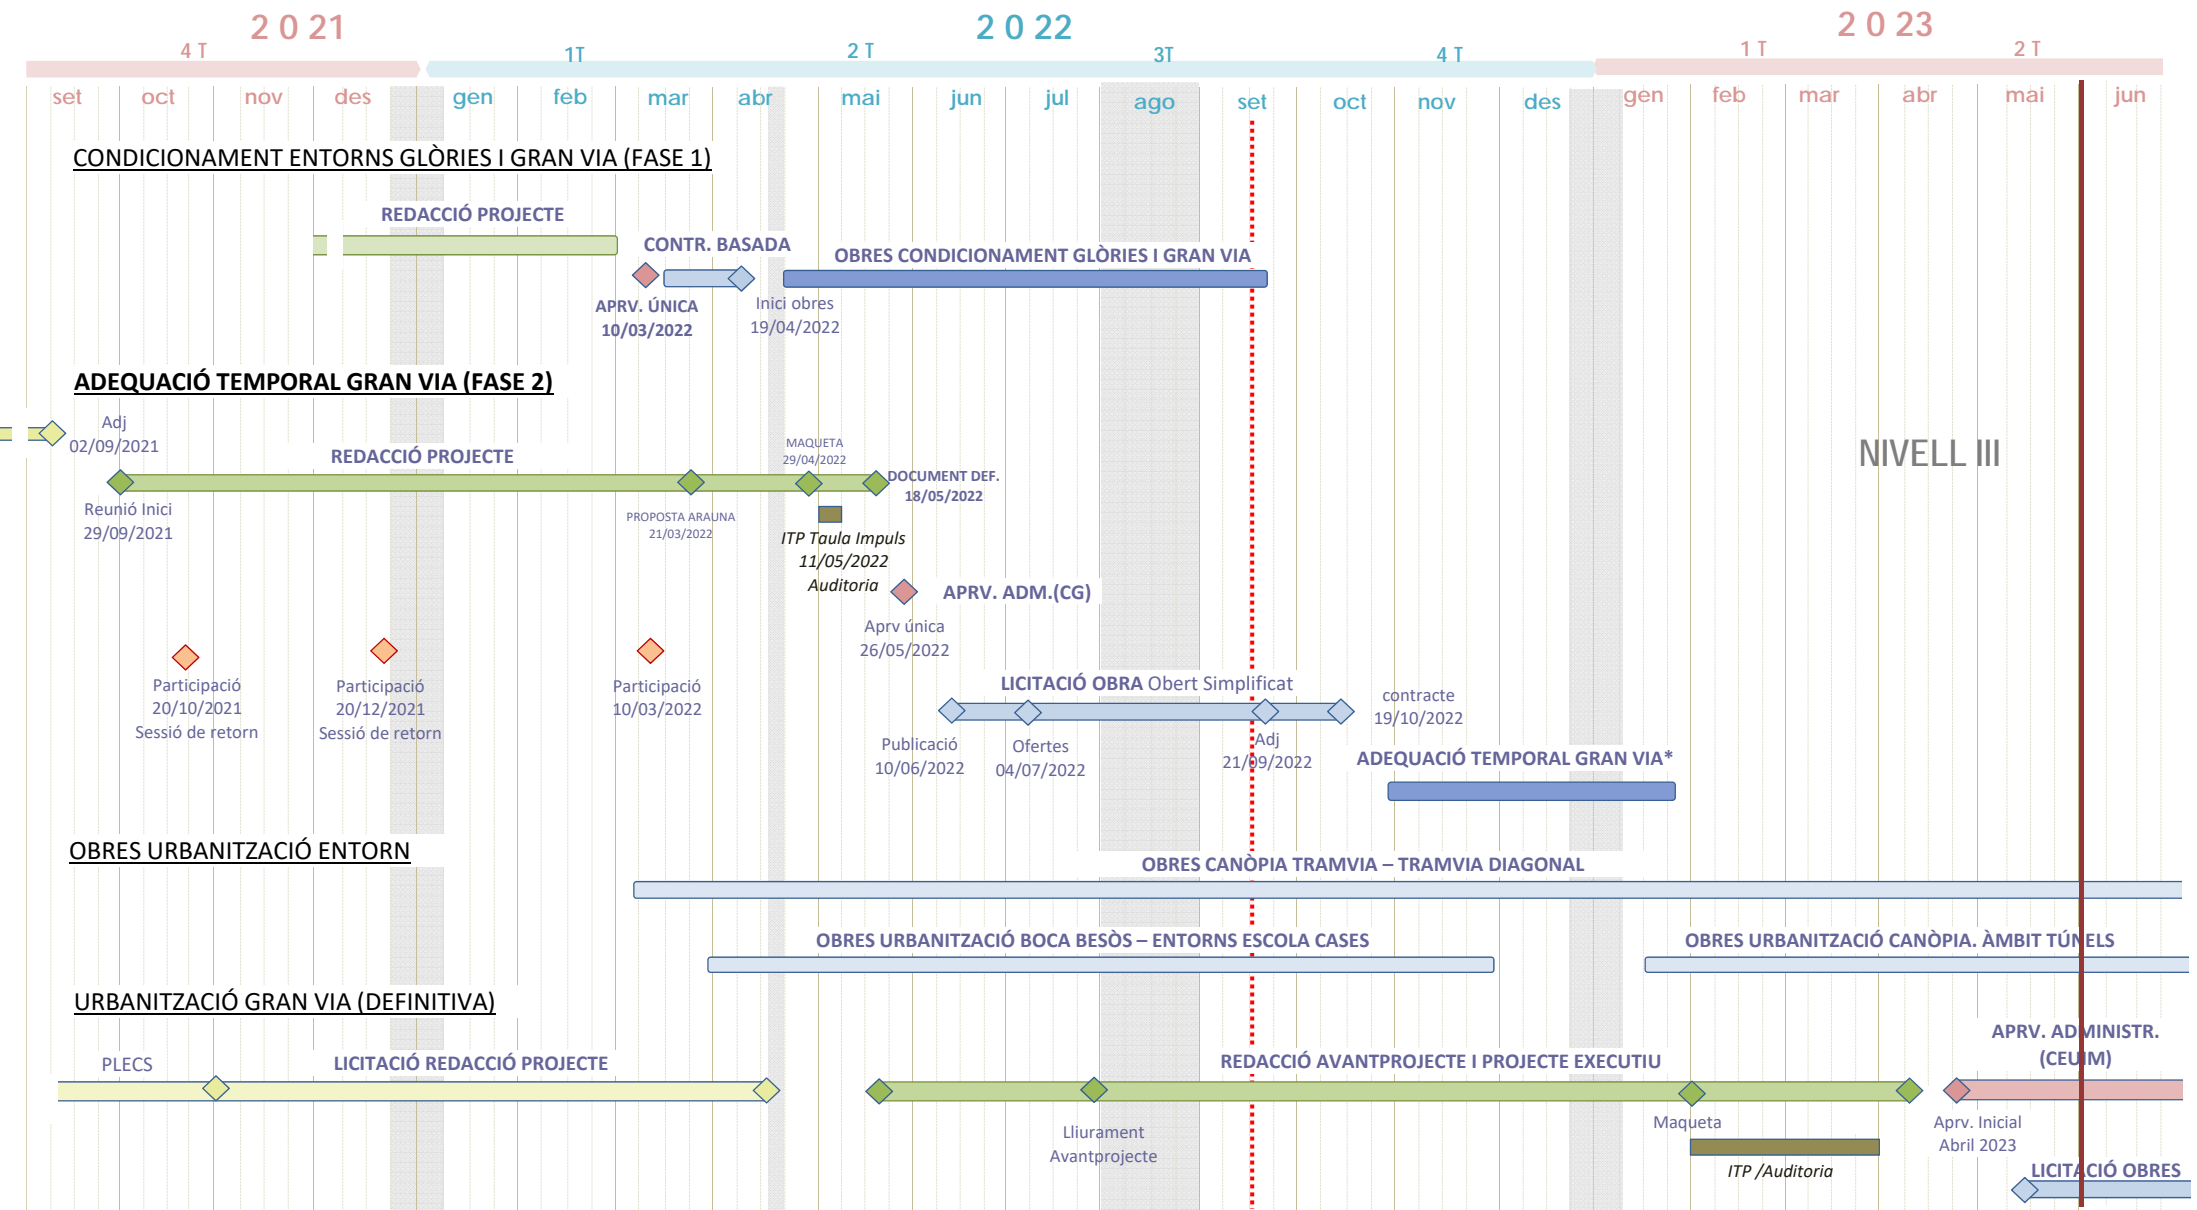 2 0 21
2 0 22
2 0 23
4 T
1T
2 T
3T
4 T
1 T
2 T
set
oct
nov
des
gen
feb
mar
abr
mai
jun
jul
ago
set
oct
nov
des
gen
feb
mar
abr
mai
jun
CONDICIONAMENT ENTORNS GLÒRIES I GRAN VIA (FASE 1)
REDACCIÓ PROJECTE
CONTR. BASADA
OBRES CONDICIONAMENT GLÒRIES I GRAN VIA
APRV. ÚNICA
10/03/2022
Inici obres
19/04/2022
ADEQUACIÓ TEMPORAL GRAN VIA (FASE 2)
Adj
02/09/2021
REDACCIÓ PROJECTE
MAQUETA
29/04/2022
DOCUMENT DEF.
18/05/2022
NIVELL III
Reunió Inici
29/09/2021
PROPOSTA ARAUNA
21/03/2022
ITP Taula Impuls
11/05/2022
Auditoria
APRV. ADM.(CG)
Aprv única
26/05/2022
Participació
20/10/2021
Sessió de retorn
Participació
20/12/2021
Sessió de retorn
Participació
10/03/2022
LICITACIÓ OBRA Obert Simplificat
contracte
19/10/2022
Publicació
10/06/2022
Ofertes
04/07/2022
Adj
21/09/2022
ADEQUACIÓ TEMPORAL GRAN VIA*
OBRES URBANITZACIÓ ENTORN
OBRES CANÒPIA TRAMVIA – TRAMVIA DIAGONAL
OBRES URBANITZACIÓ BOCA BESÒS – ENTORNS ESCOLA CASES
OBRES URBANITZACIÓ CANÒPIA. ÀMBIT TÚNELS
URBANITZACIÓ GRAN VIA (DEFINITIVA)
PLECS
LICITACIÓ REDACCIÓ PROJECTE
REDACCIÓ AVANTPROJECTE I PROJECTE EXECUTIU
APRV. ADMINISTR.
(CEUIM)
Lliurament
Avantprojecte
Maqueta
ITP /Auditoria
Aprv. Inicial
Abril 2023
LICITACIÓ OBRES